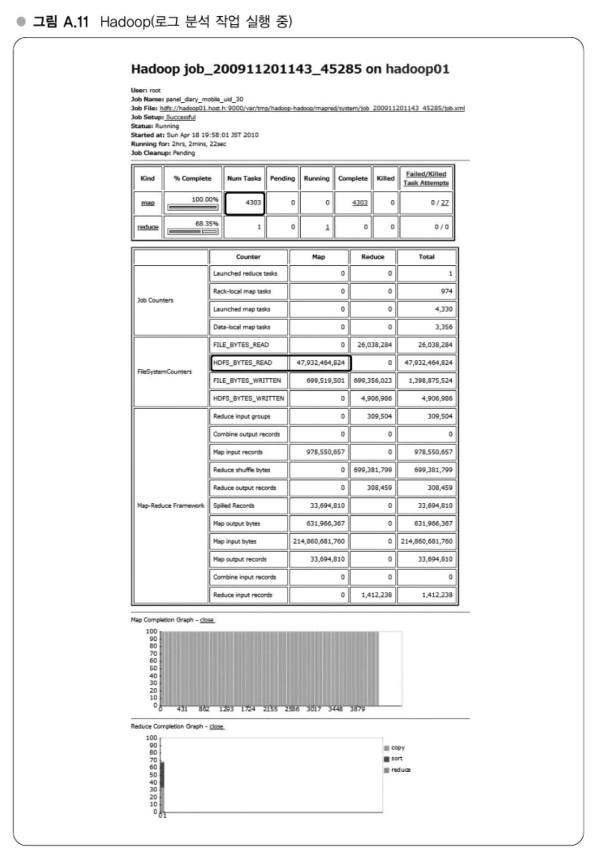 그림 A.11 Hadoop(로그 분석 작업 실행 중)
Hadoop job_200911201143_45285 on hadoop01
User: root
Job Name: panel_diary_mobile_uid_30
Job File: hdfs://hadoop01.host.h:9000/var/tmp/hadoop-hadoop/mapred/system/job_200911201143_45285/job.xml
Job Setup: Successful
Status: Running
Started at: Sun Apr 18 19:58:01 JST 2010
Running for: 2hrs, 2mins, 22sec
Job Cleanup: Pending
Kind % Complete Num Tasks Pending Running Complete Killed Failed/Killed Task Attempts
map 100.00% 4303 0 0 4303 0 0 / 27
reduce 68.35% 1 0 1 0 0 0 / 0
Counter Map Reduce Total
Job Counters
Launched reduce tasks 0 0 1
Rack-local map tasks 0 0 974
Launched map tasks 0 0 4,330
Data-local map tasks 0 0 3,356
FileSystemCounters
FILE_BYTES_READ 0 26,038,284 26,038,284
HDFS_BYTES_READ 47,932,464,824 0 47,932,464,824
FILE_BYTES_WRITTEN 699,519,501 699,356,023 1,398,875,524
HDFS_BYTES_WRITTEN 0 4,906,986 4,906,986
Map-Reduce Framework
Reduce input groups 0 309,504 309,504
Combine output records 0 0 0
Map input records 978,550,657 0 978,550,657
Reduce shuffle bytes 0 699,381,799 699,381,799
Reduce output records 0 308,459 308,459
Spilled Records 33,694,810 0 33,694,810
Map output bytes 631,966,367 0 631,966,367
Map input bytes 214,860,681,760 0 214,860,681,760
Map output records 33,694,810 0 33,694,810
Combine input records 0 0 0
Reduce input records 0 1,412,238 1,412,238
Map Completion Graph - close
100
90
80
70
60
50
40
30
20
10
0
0 431 862 1293 1724 2155 2586 3017 3448 3879
Reduce Completion Graph - close
100
90
80
70
60
50
40
30
20
10
0
0 1
copy
sort
reduce